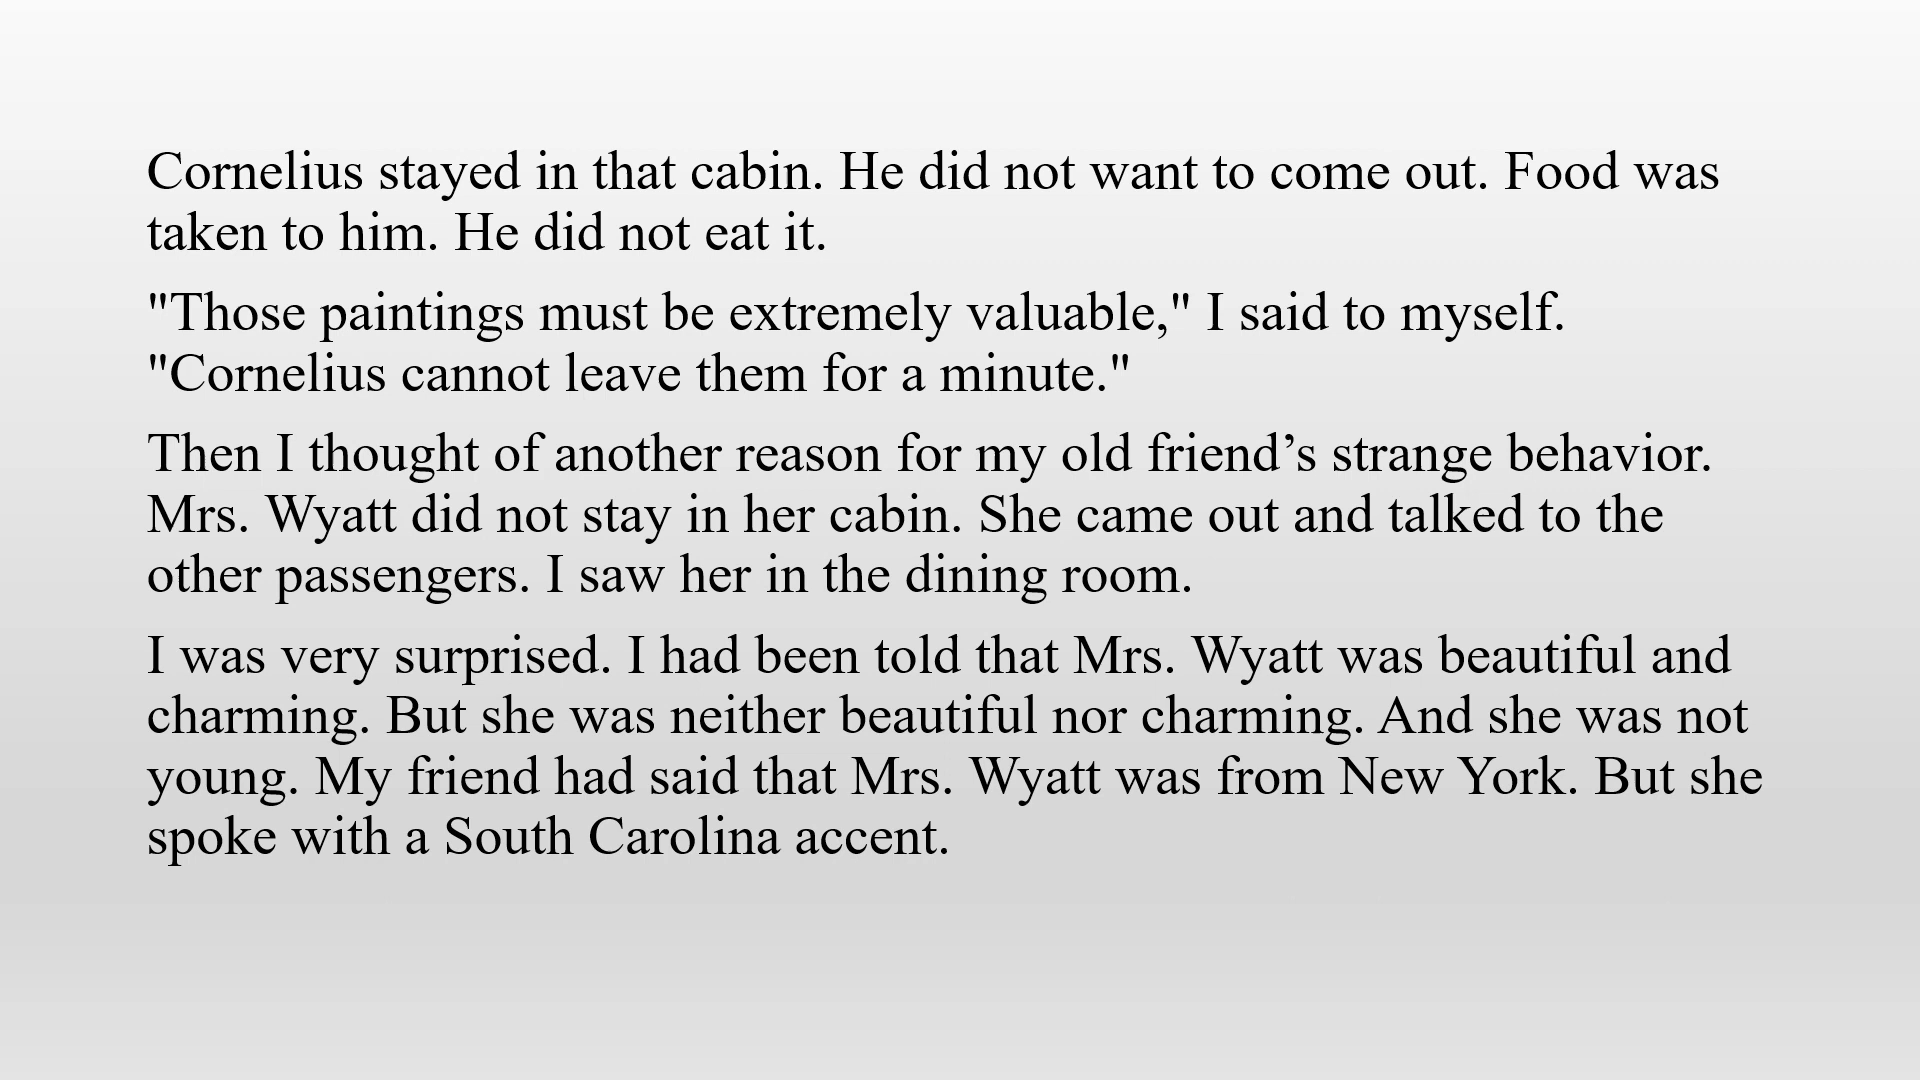 Cornelius stayed in that cabin. He did not want to come out. Food was
taken to him. He did not eat it.
"Those paintings must be extremely valuable," I said to myself.
"Cornelius cannot leave them for a minute."
Then I thought of another reason for my old friend’s strange behavior.
Mrs. Wyatt did not stay in her cabin. She came out and talked to the
other passengers. I saw her in the dining room.
I was very surprised. I had been told that Mrs. Wyatt was beautiful and
charming. But she was neither beautiful nor charming. And she was not
young. My friend had said that Mrs. Wyatt was from New York. But she
spoke with a South Carolina accent.